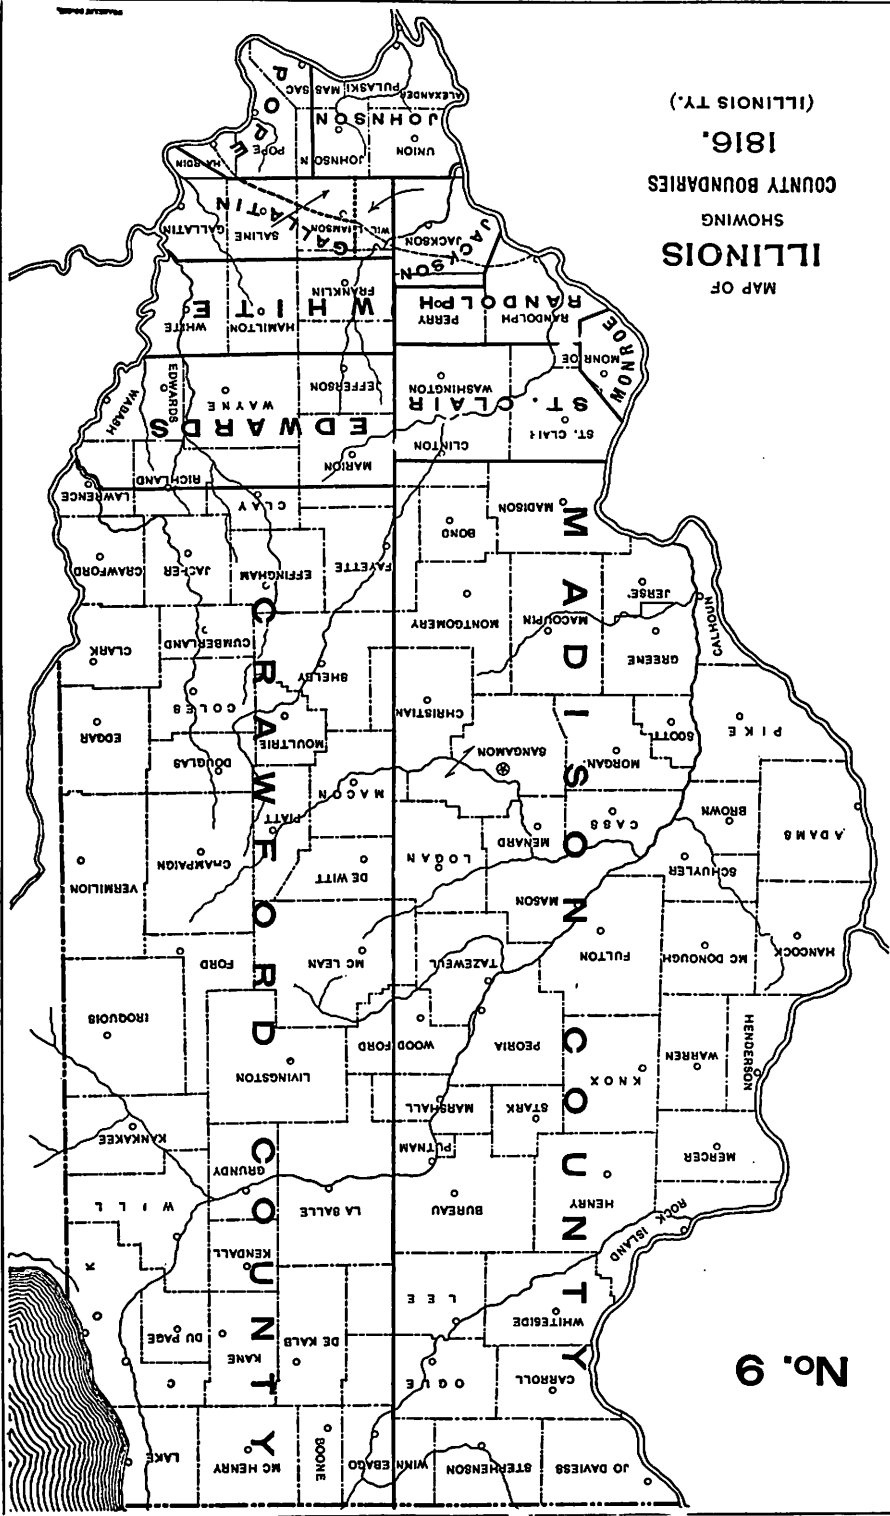 No. 9
JO DAVIESS
STEPHENSON
WINNEBAGO
BOONE
MC HENRY
LAKE
CARROLL
OGLE
DE KALB
KANE
DU PAGE
C
K
WHITESIDE
LEE
KENDALL
WILL
ROCK ISLAND
HENRY
BUREAU
LA SALLE
GRUNDY
PUTNAM
KANKAKEE
MERCER
STARK
MARSHALL
HENDERSON
WARREN
KNOX
PEORIA
WOODFORD
LIVINGSTON
IROQUOIS
HANCOCK
MC DONOUGH
FULTON
TAZEWELL
MC LEAN
FORD
MASON
SCHUYLER
ADAMS
BROWN
CASS
MENARD
LOGAN
DE WITT
PIATT
CHAMPAIGN
VERMILION
PIKE
SCOTT
MORGAN
SANGAMON
MACON
MOULTRIE
DOUGLAS
EDGAR
COLES
CHRISTIAN
SHELBY
CALHOUN
GREENE
MACOUPIN
MONTGOMERY
CUMBERLAND
CLARK
JERSEY
BOND
FAYETTE
EFFINGHAM
JASPER
CRAWFORD
MADISON
CLAY
RICHLAND
LAWRENCE
MADISON COUNTY
CRAWFORD COUNTY
ST. CLAIR
CLINTON
MARION
ST. CLAIR
EDWARDS
WASHINGTON
JEFFERSON
WAYNE
EDWARDS
WABASH
MONROE
MONROE
RANDOLPH
PERRY
RANDOLPH
HAMILTON
WHITE
WHITE
FRANKLIN
JACKSON
JACKSON
WILLIAMSON
GALLATIN
SALINE
GALLATIN
UNION
JOHNSON
POPE
HARDIN
JOHNSON
POPE
ALEXANDER
PULASKI
MASSAC
MAP OF
ILLINOIS
SHOWING
COUNTY BOUNDARIES
1816.
(ILLINOIS TY.)